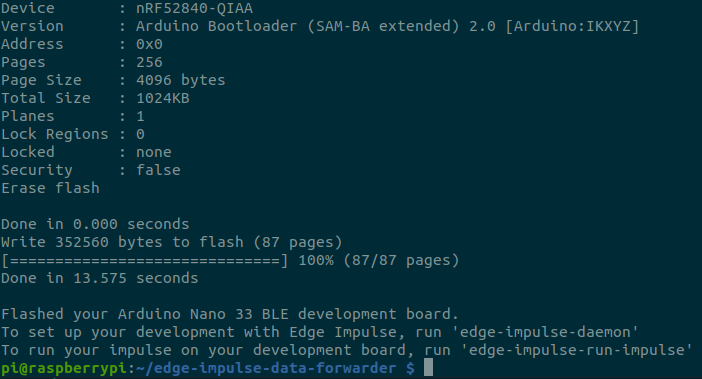 Device       : nRF52840-QIAA
Version      : Arduino Bootloader (SAM-BA extended) 2.0 [Arduino:IKXYZ]
Address      : 0x0
Pages        : 256
Page Size    : 4096 bytes
Total Size   : 1024KB
Planes       : 1
Lock Regions : 0
Locked       : none
Security     : false
Erase flash

Done in 0.000 seconds
Write 352560 bytes to flash (87 pages)
[==============================] 100% (87/87 pages)
Done in 13.575 seconds

Flashed your Arduino Nano 33 BLE development board.
To set up your development with Edge Impulse, run 'edge-impulse-daemon'
To run your impulse on your development board, run 'edge-impulse-run-impulse'
pi@raspberrypi:~/edge-impulse-data-forwarder $